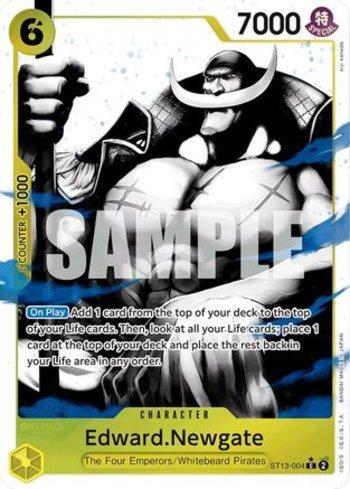 6
7000
特
SPECIAL
COUNTER +1000
SAMPLE
On Play Add 1 card from the top of your deck to the top
of your Life cards. Then, look at all your Life cards; place 1
card at the top of your deck and place the rest back in
your Life area in any order.
CHARACTER
Edward.Newgate
The Four Emperors/Whitebeard Pirates
ST13-004 C 2